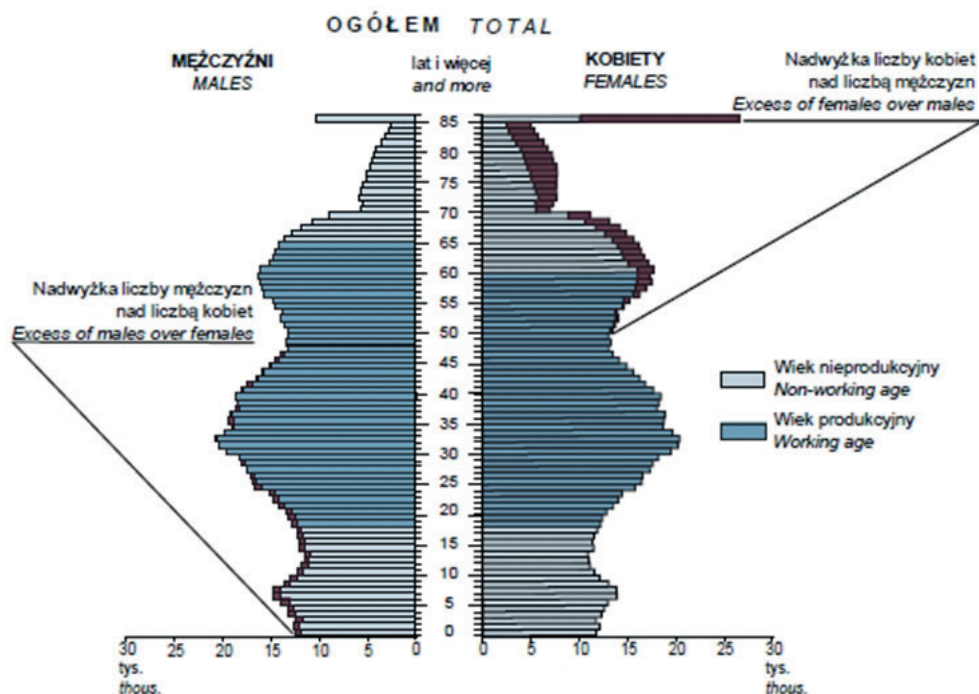 OGÓŁEM TOTAL
MĘŻCZYŹNI
MALES
lat i więcej
and more
KOBIETY
FEMALES
Nadwyżka liczby kobiet
nad liczbą mężczyzn
Excess of females over males
85
80
75
70
65
60
55
50
45
40
35
30
25
20
15
10
5
0
Nadwyżka liczby mężczyzn
nad liczbą kobiet
Excess of males over females
Wiek nieprodukcyjny
Non-working age
Wiek produkcyjny
Working age
30 25 20 15 10 5 0
tys.
thous.
0 5 10 15 20 25 30
tys.
thous.